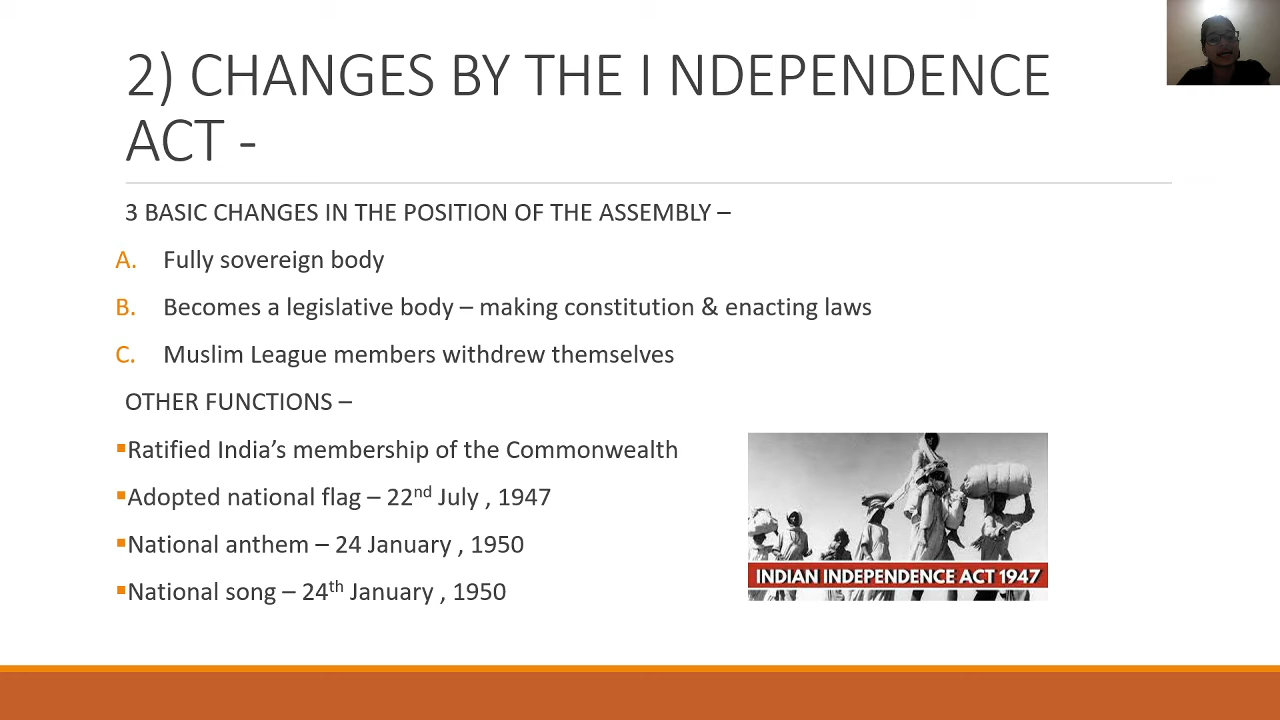 2) CHANGES BY THE I NDEPENDENCE
ACT -
3 BASIC CHANGES IN THE POSITION OF THE ASSEMBLY –
A. Fully sovereign body
B. Becomes a legislative body – making constitution & enacting laws
C. Muslim League members withdrew themselves
OTHER FUNCTIONS –
▪Ratified India’s membership of the Commonwealth
▪Adopted national flag – 22nd July , 1947
▪National anthem – 24 January , 1950
▪National song – 24th January , 1950
INDIAN INDEPENDENCE ACT 1947